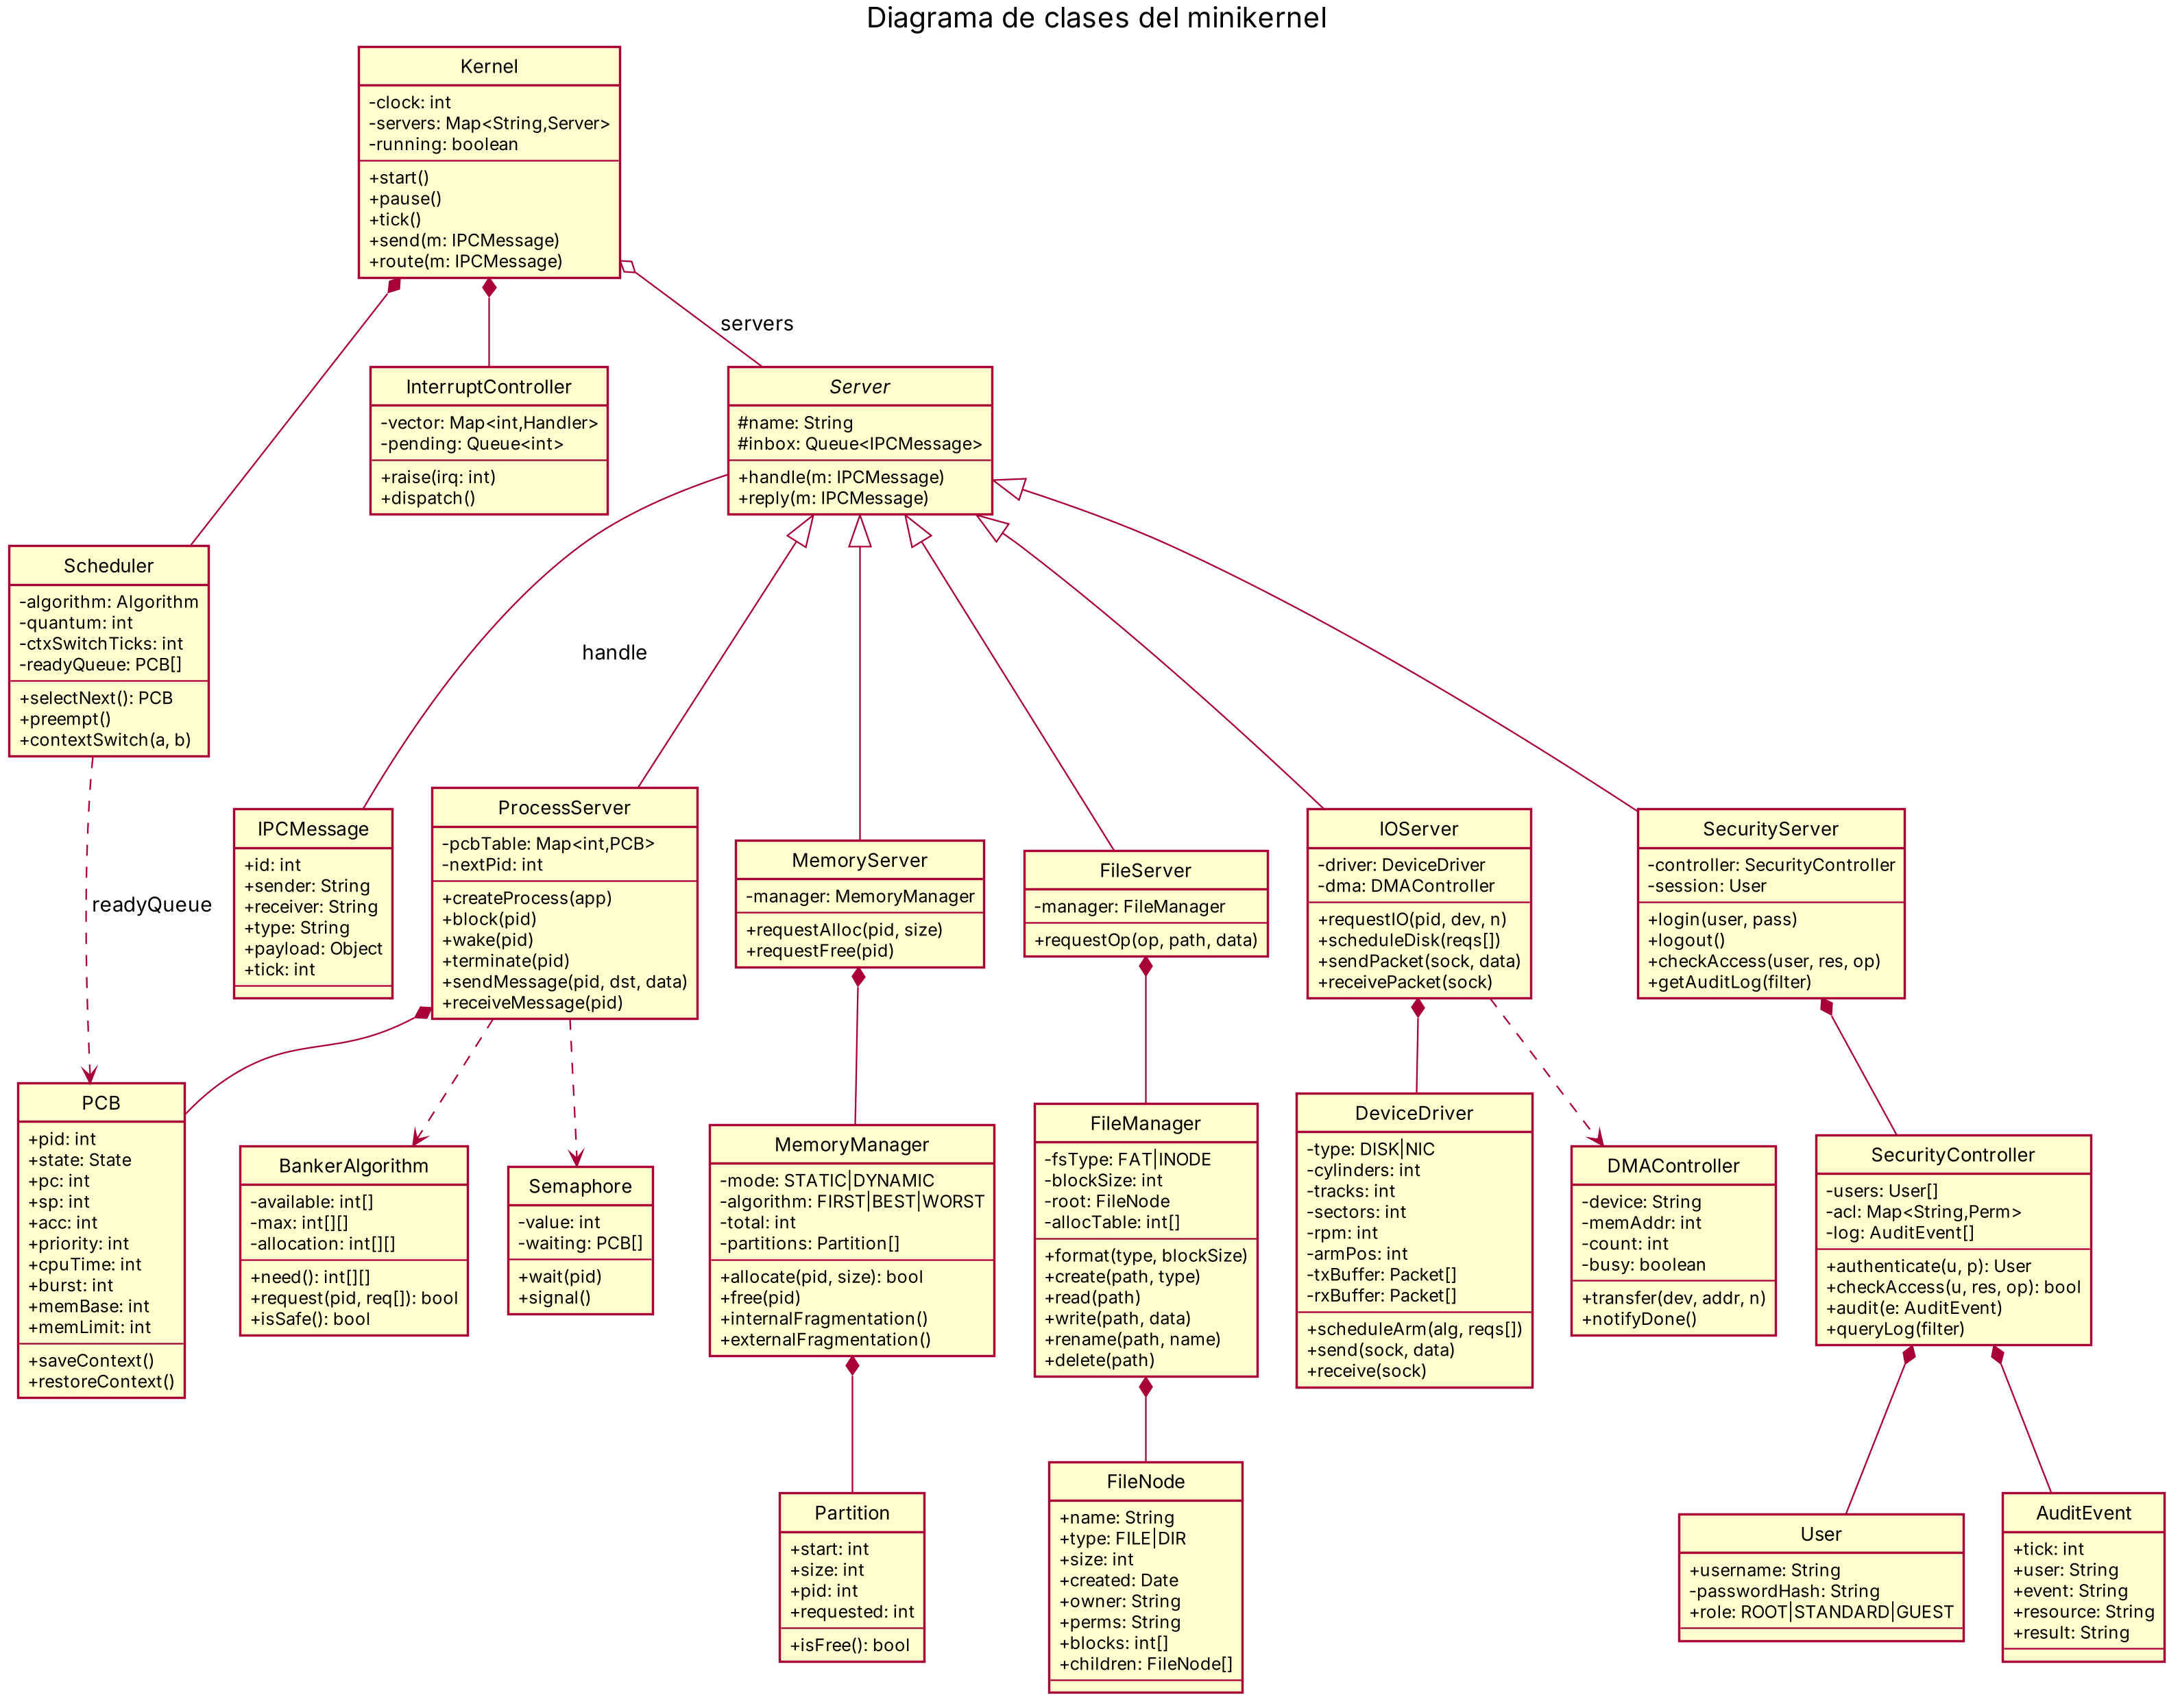 Diagrama de clases del minikernel
Kernel
-clock: int
-servers: Map<String,Server>
-running: boolean
+start()
+pause()
+tick()
+send(m: IPCMessage)
+route(m: IPCMessage)
servers
InterruptController
-vector: Map<int,Handler>
-pending: Queue<int>
+raise(irq: int)
+dispatch()
Server
#name: String
#inbox: Queue<IPCMessage>
+handle(m: IPCMessage)
+reply(m: IPCMessage)
Scheduler
-algorithm: Algorithm
-quantum: int
-ctxSwitchTicks: int
-readyQueue: PCB[]
+selectNext(): PCB
+preempt()
+contextSwitch(a, b)
handle
readyQueue
IPCMessage
+id: int
+sender: String
+receiver: String
+type: String
+payload: Object
+tick: int
ProcessServer
-pcbTable: Map<int,PCB>
-nextPid: int
+createProcess(app)
+block(pid)
+wake(pid)
+terminate(pid)
+sendMessage(pid, dst, data)
+receiveMessage(pid)
MemoryServer
-manager: MemoryManager
+requestAlloc(pid, size)
+requestFree(pid)
FileServer
-manager: FileManager
+requestOp(op, path, data)
IOServer
-driver: DeviceDriver
-dma: DMAController
+requestIO(pid, dev, n)
+scheduleDisk(reqs[])
+sendPacket(sock, data)
+receivePacket(sock)
SecurityServer
-controller: SecurityController
-session: User
+login(user, pass)
+logout()
+checkAccess(user, res, op)
+getAuditLog(filter)
PCB
+pid: int
+state: State
+pc: int
+sp: int
+acc: int
+priority: int
+cpuTime: int
+burst: int
+memBase: int
+memLimit: int
+saveContext()
+restoreContext()
BankerAlgorithm
-available: int[]
-max: int[][]
-allocation: int[][]
+need(): int[][]
+request(pid, req[]): bool
+isSafe(): bool
Semaphore
-value: int
-waiting: PCB[]
+wait(pid)
+signal()
MemoryManager
-mode: STATIC|DYNAMIC
-algorithm: FIRST|BEST|WORST
-total: int
-partitions: Partition[]
+allocate(pid, size): bool
+free(pid)
+internalFragmentation()
+externalFragmentation()
FileManager
-fsType: FAT|INODE
-blockSize: int
-root: FileNode
-allocTable: int[]
+format(type, blockSize)
+create(path, type)
+read(path)
+write(path, data)
+rename(path, name)
+delete(path)
DeviceDriver
-type: DISK|NIC
-cylinders: int
-tracks: int
-sectors: int
-rpm: int
-armPos: int
-txBuffer: Packet[]
-rxBuffer: Packet[]
+scheduleArm(alg, reqs[])
+send(sock, data)
+receive(sock)
DMAController
-device: String
-memAddr: int
-count: int
-busy: boolean
+transfer(dev, addr, n)
+notifyDone()
SecurityController
-users: User[]
-acl: Map<String,Perm>
-log: AuditEvent[]
+authenticate(u, p): User
+checkAccess(u, res, op): bool
+audit(e: AuditEvent)
+queryLog(filter)
Partition
+start: int
+size: int
+pid: int
+requested: int
+isFree(): bool
FileNode
+name: String
+type: FILE|DIR
+size: int
+created: Date
+owner: String
+perms: String
+blocks: int[]
+children: FileNode[]
User
+username: String
-passwordHash: String
+role: ROOT|STANDARD|GUEST
AuditEvent
+tick: int
+user: String
+event: String
+resource: String
+result: String